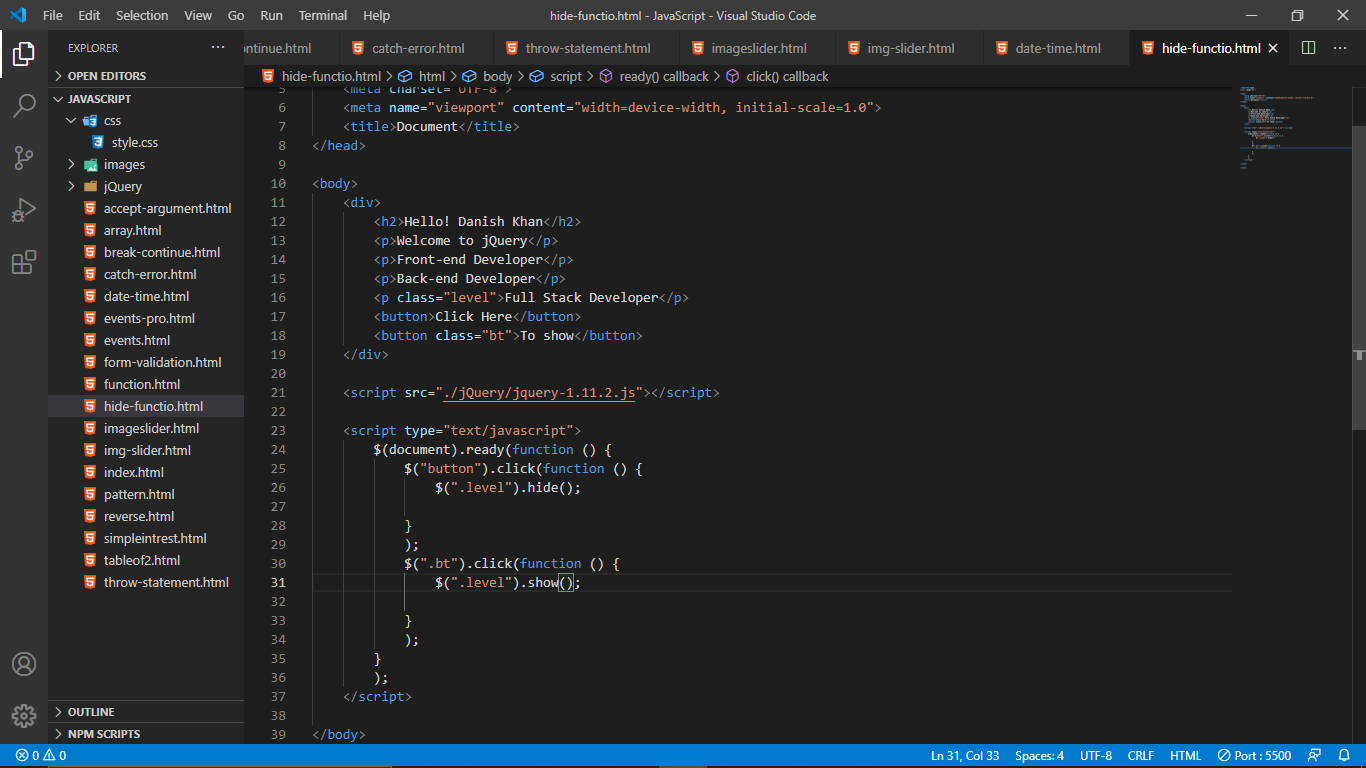 File Edit Selection View Go Run Terminal Help hide-functio.html - JavaScript - Visual Studio Code
EXPLORER
ontinue.html catch-error.html throw-statement.html imageslider.html img-slider.html date-time.html hide-functio.html
OPEN EDITORS
hide-functio.html > html > body > script > ready() callback > click() callback
JAVASCRIPT
css
style.css
images
jQuery
accept-argument.html
array.html
break-continue.html
catch-error.html
date-time.html
events-pro.html
events.html
form-validation.html
function.html
hide-functio.html
imageslider.html
img-slider.html
index.html
pattern.html
reverse.html
simpleintrest.html
tableof2.html
throw-statement.html
OUTLINE
NPM SCRIPTS
5 <meta charset="UTF-8">
6 <meta name="viewport" content="width=device-width, initial-scale=1.0">
7 <title>Document</title>
8 </head>
9
10 <body>
11 <div>
12 <h2>Hello! Danish Khan</h2>
13 <p>Welcome to jQuery</p>
14 <p>Front-end Developer</p>
15 <p>Back-end Developer</p>
16 <p class="level">Full Stack Developer</p>
17 <button>Click Here</button>
18 <button class="bt">To show</button>
19 </div>
20
21 <script src="./jQuery/jquery-1.11.2.js"></script>
22
23 <script type="text/javascript">
24 $(document).ready(function () {
25 $("button").click(function () {
26 $(".level").hide();
27
28 }
29 );
30 $(".bt").click(function () {
31 $(".level").show();
32
33 }
34 );
35 }
36 );
37 </script>
38
39 </body>
0 0 Ln 31, Col 33 Spaces: 4 UTF-8 CRLF HTML Port : 5500